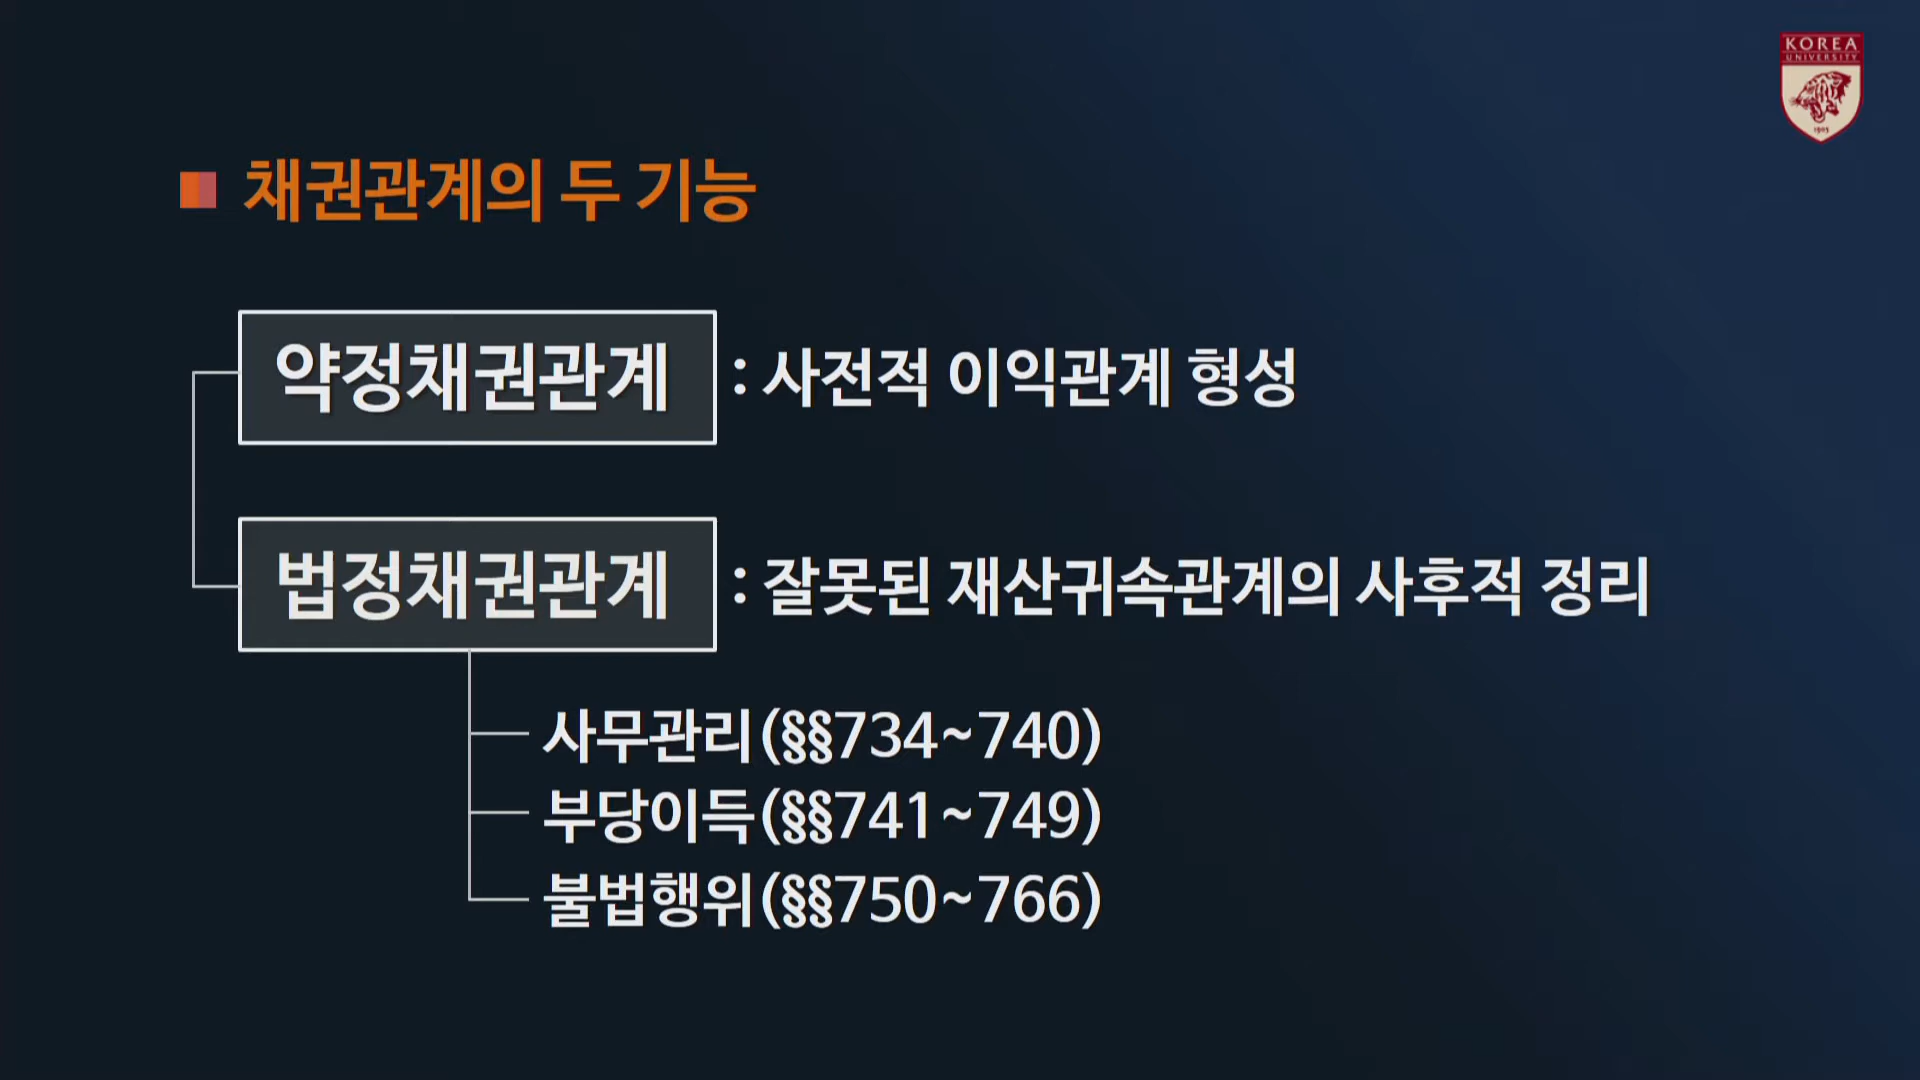 KOREA
UNIVERSITY
1905
채권관계의 두 기능
약정채권관계 : 사전적 이익관계 형성
법정채권관계 : 잘못된 재산귀속관계의 사후적 정리
사무관리(§§734~740)
부당이득(§§741~749)
불법행위(§§750~766)